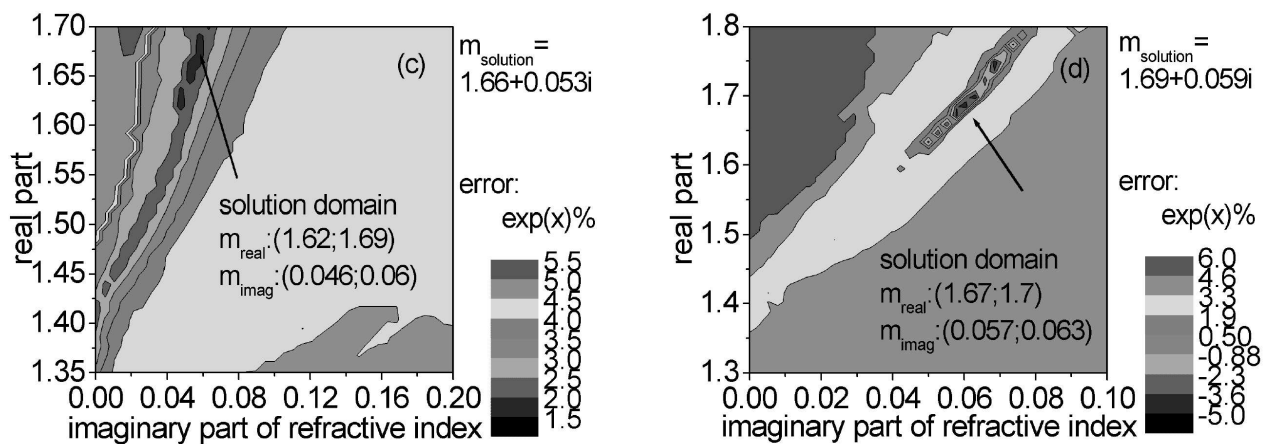 1.70
1.65
1.60
1.55
1.50
1.45
1.40
1.35
real part
(c)
solution domain
m real:(1.62;1.69)
m imag:(0.046;0.06)
0.00 0.04 0.08 0.12 0.16 0.20
imaginary part of refractive index
m solution=
1.66+0.053i
error:
exp(x)%
5.5
5.0
4.5
4.0
3.5
3.0
2.5
2.0
1.5
1.8
1.7
1.6
1.5
1.4
1.3
real part
(d)
solution domain
m real:(1.67;1.7)
m imag:(0.057;0.063)
0.00 0.02 0.04 0.06 0.08 0.10
imaginary part of refractive index
m solution=
1.69+0.059i
error:
exp(x)%
6.0
4.6
3.3
1.9
0.50
-0.88
-2.3
-3.6
-5.0